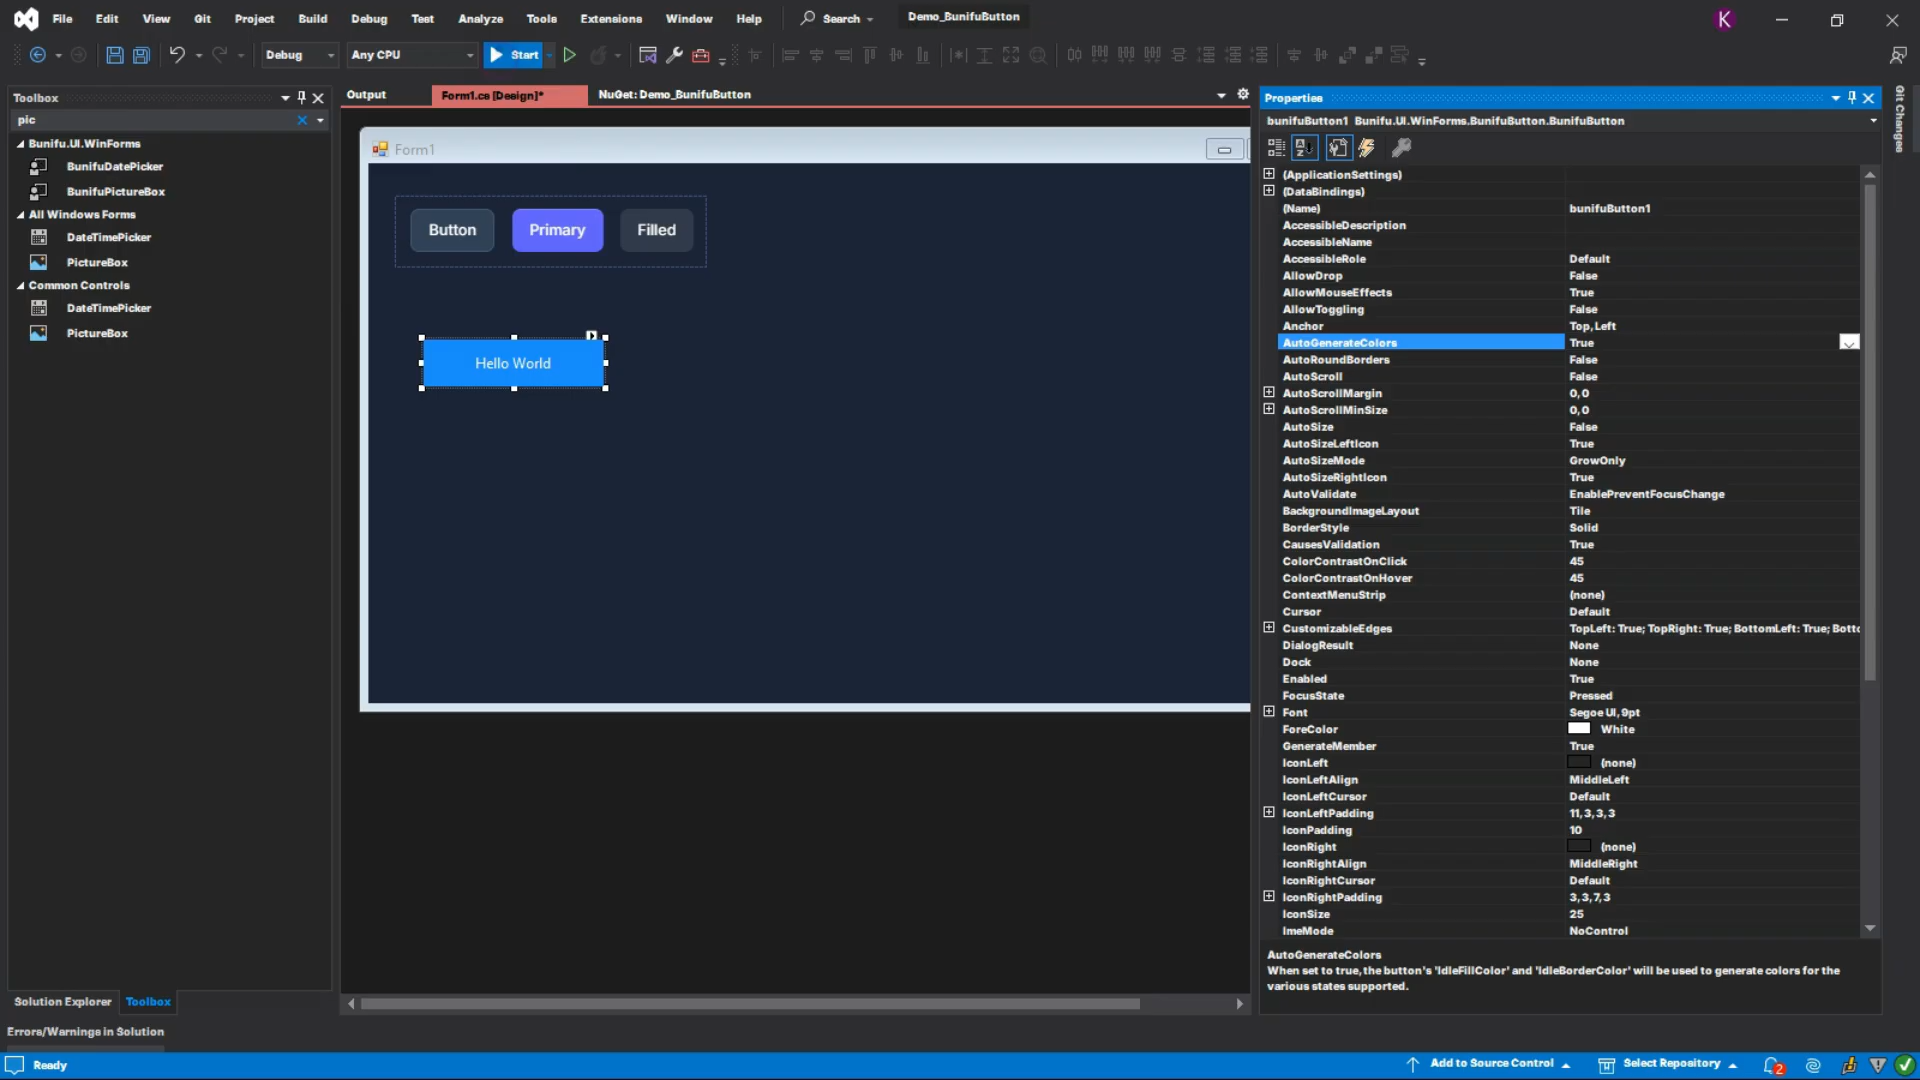 File Edit View Git Project Build Debug Test Analyze Tools Extensions Window Help Search Demo_BunifuButton K
Debug Any CPU Start
Toolbox
pic
Bunifu.UI.WinForms
BunifuDatePicker
BunifuPictureBox
All Windows Forms
DateTimePicker
PictureBox
Common Controls
DateTimePicker
PictureBox
Solution Explorer Toolbox
Errors/Warnings in Solution
Output Form1.cs [Design]* NuGet: Demo_BunifuButton
Form1
Button Primary Filled
Hello World
Properties
bunifuButton1 Bunifu.UI.WinForms.BunifuButton.BunifuButton
(ApplicationSettings)
(DataBindings)
(Name) bunifuButton1
AccessibleDescription
AccessibleName
AccessibleRole Default
AllowDrop False
AllowMouseEffects True
AllowToggling False
Anchor Top, Left
AutoGenerateColors True
AutoRoundBorders False
AutoScroll False
AutoScrollMargin 0, 0
AutoScrollMinSize 0, 0
AutoSize False
AutoSizeLeftIcon True
AutoSizeMode GrowOnly
AutoSizeRightIcon True
AutoValidate EnablePreventFocusChange
BackgroundImageLayout Tile
BorderStyle Solid
CausesValidation True
ColorContrastOnClick 45
ColorContrastOnHover 45
ContextMenuStrip (none)
Cursor Default
CustomizableEdges TopLeft: True; TopRight: True; BottomLeft: True; Botto
DialogResult None
Dock None
Enabled True
FocusState Pressed
Font Segoe UI, 9pt
ForeColor White
GenerateMember True
IconLeft (none)
IconLeftAlign MiddleLeft
IconLeftCursor Default
IconLeftPadding 11, 3, 3, 3
IconPadding 10
IconRight (none)
IconRightAlign MiddleRight
IconRightCursor Default
IconRightPadding 3, 3, 7, 3
IconSize 25
ImeMode NoControl
AutoGenerateColors
When set to true, the button's 'IdleFillColor' and 'IdleBorderColor' will be used to generate colors for the
various states supported.
Git Changes
Ready Add to Source Control Select Repository 2